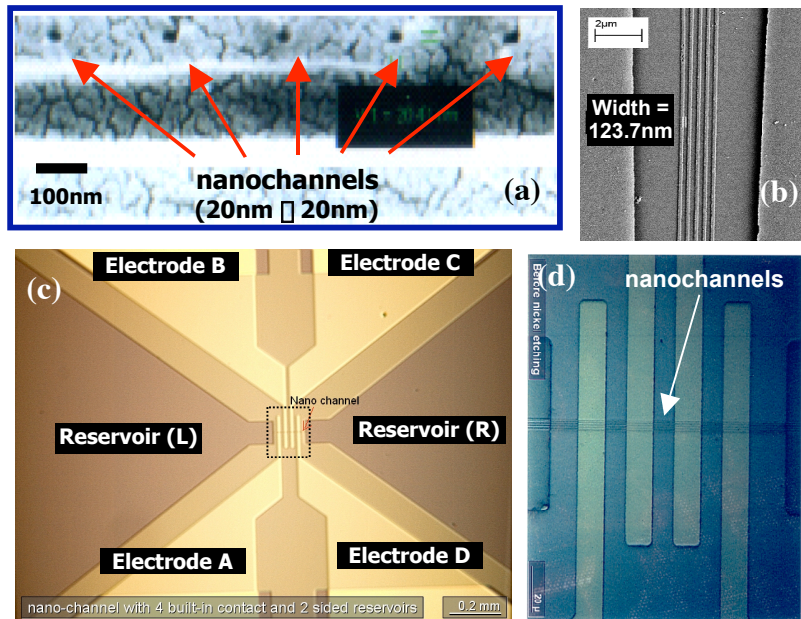 100nm
nanochannels
(20nm ▯ 20nm)
(a)
2µm
Width =
123.7nm
(b)
(c)
Electrode B
Electrode C
Nano channel
Reservoir (L)
Reservoir (R)
Electrode A
Electrode D
nano-channel with 4 built-in contact and 2 sided reservoirs
0.2 mm
(d)
nanochannels
Before nickel etching
20 µ